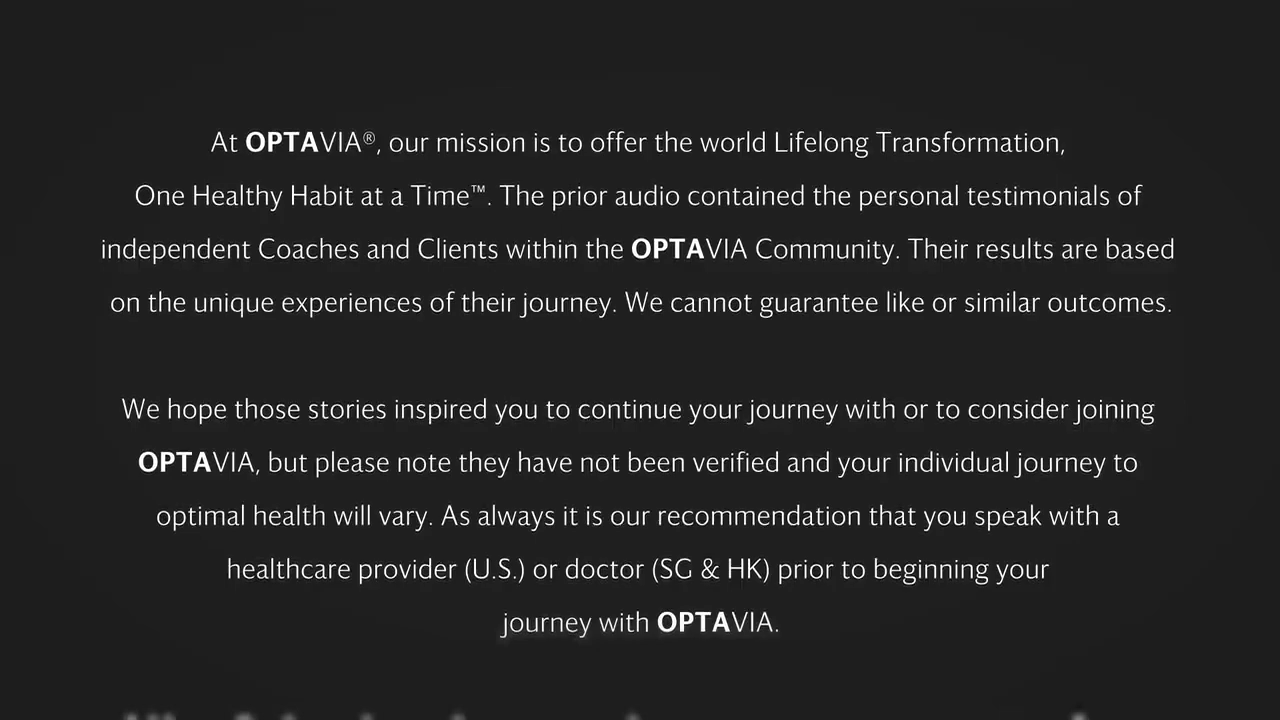 At OPTAVIA®, our mission is to offer the world Lifelong Transformation,
One Healthy Habit at a Time™. The prior audio contained the personal testimonials of
independent Coaches and Clients within the OPTAVIA Community. Their results are based
on the unique experiences of their journey. We cannot guarantee like or similar outcomes.
We hope those stories inspired you to continue your journey with or to consider joining
OPTAVIA, but please note they have not been verified and your individual journey to
optimal health will vary. As always it is our recommendation that you speak with a
healthcare provider (U.S.) or doctor (SG & HK) prior to beginning your
journey with OPTAVIA.